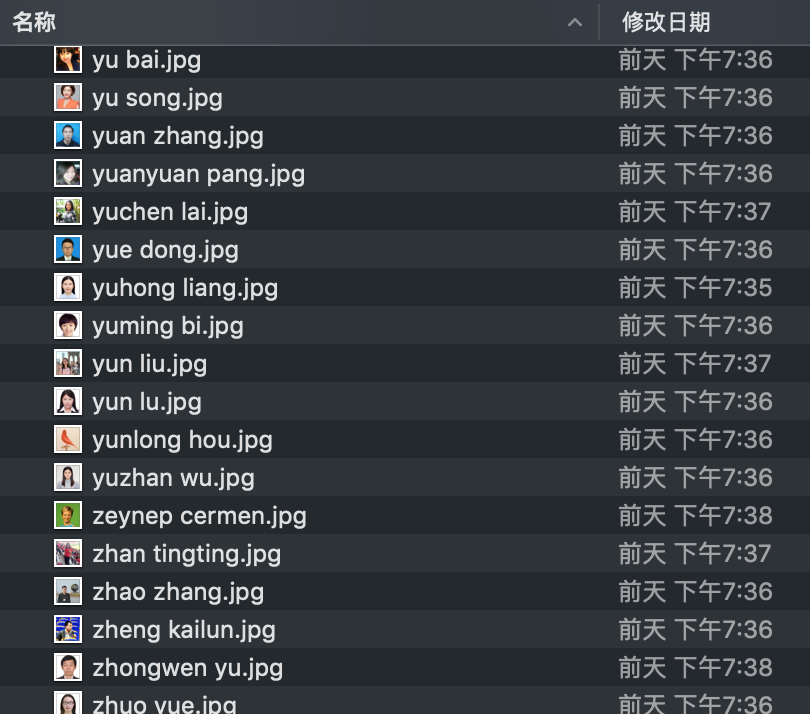 名称 修改日期
yu bai.jpg 前天 下午7:36
yu song.jpg 前天 下午7:36
yuan zhang.jpg 前天 下午7:36
yuanyuan pang.jpg 前天 下午7:36
yuchen lai.jpg 前天 下午7:37
yue dong.jpg 前天 下午7:36
yuhong liang.jpg 前天 下午7:35
yuming bi.jpg 前天 下午7:36
yun liu.jpg 前天 下午7:37
yun lu.jpg 前天 下午7:36
yunlong hou.jpg 前天 下午7:36
yuzhan wu.jpg 前天 下午7:36
zeynep cermen.jpg 前天 下午7:38
zhan tingting.jpg 前天 下午7:37
zhao zhang.jpg 前天 下午7:36
zheng kailun.jpg 前天 下午7:36
zhongwen yu.jpg 前天 下午7:38
zhuo yue.jpg 前天 下午7:36